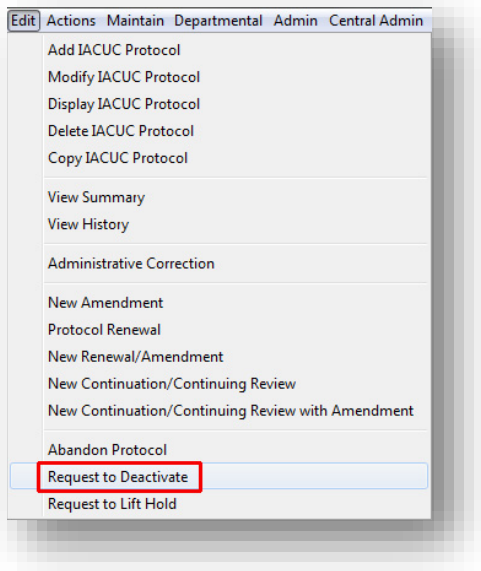 Edit Actions Maintain Departmental Admin Central Admin
Add IACUC Protocol
Modify IACUC Protocol
Display IACUC Protocol
Delete IACUC Protocol
Copy IACUC Protocol
View Summary
View History
Administrative Correction
New Amendment
Protocol Renewal
New Renewal/Amendment
New Continuation/Continuing Review
New Continuation/Continuing Review with Amendment
Abandon Protocol
Request to Deactivate
Request to Lift Hold